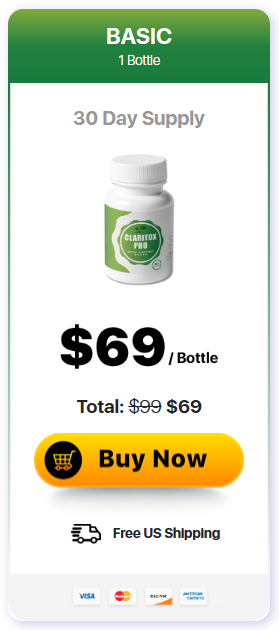 BASIC
1 Bottle
30 Day Supply
CLARITOX
PRO
$69 / Bottle
Total: $99 $69
Buy Now
Free US Shipping
VISA
MasterCard
DISCOVER
AMERICAN
EXPRESS